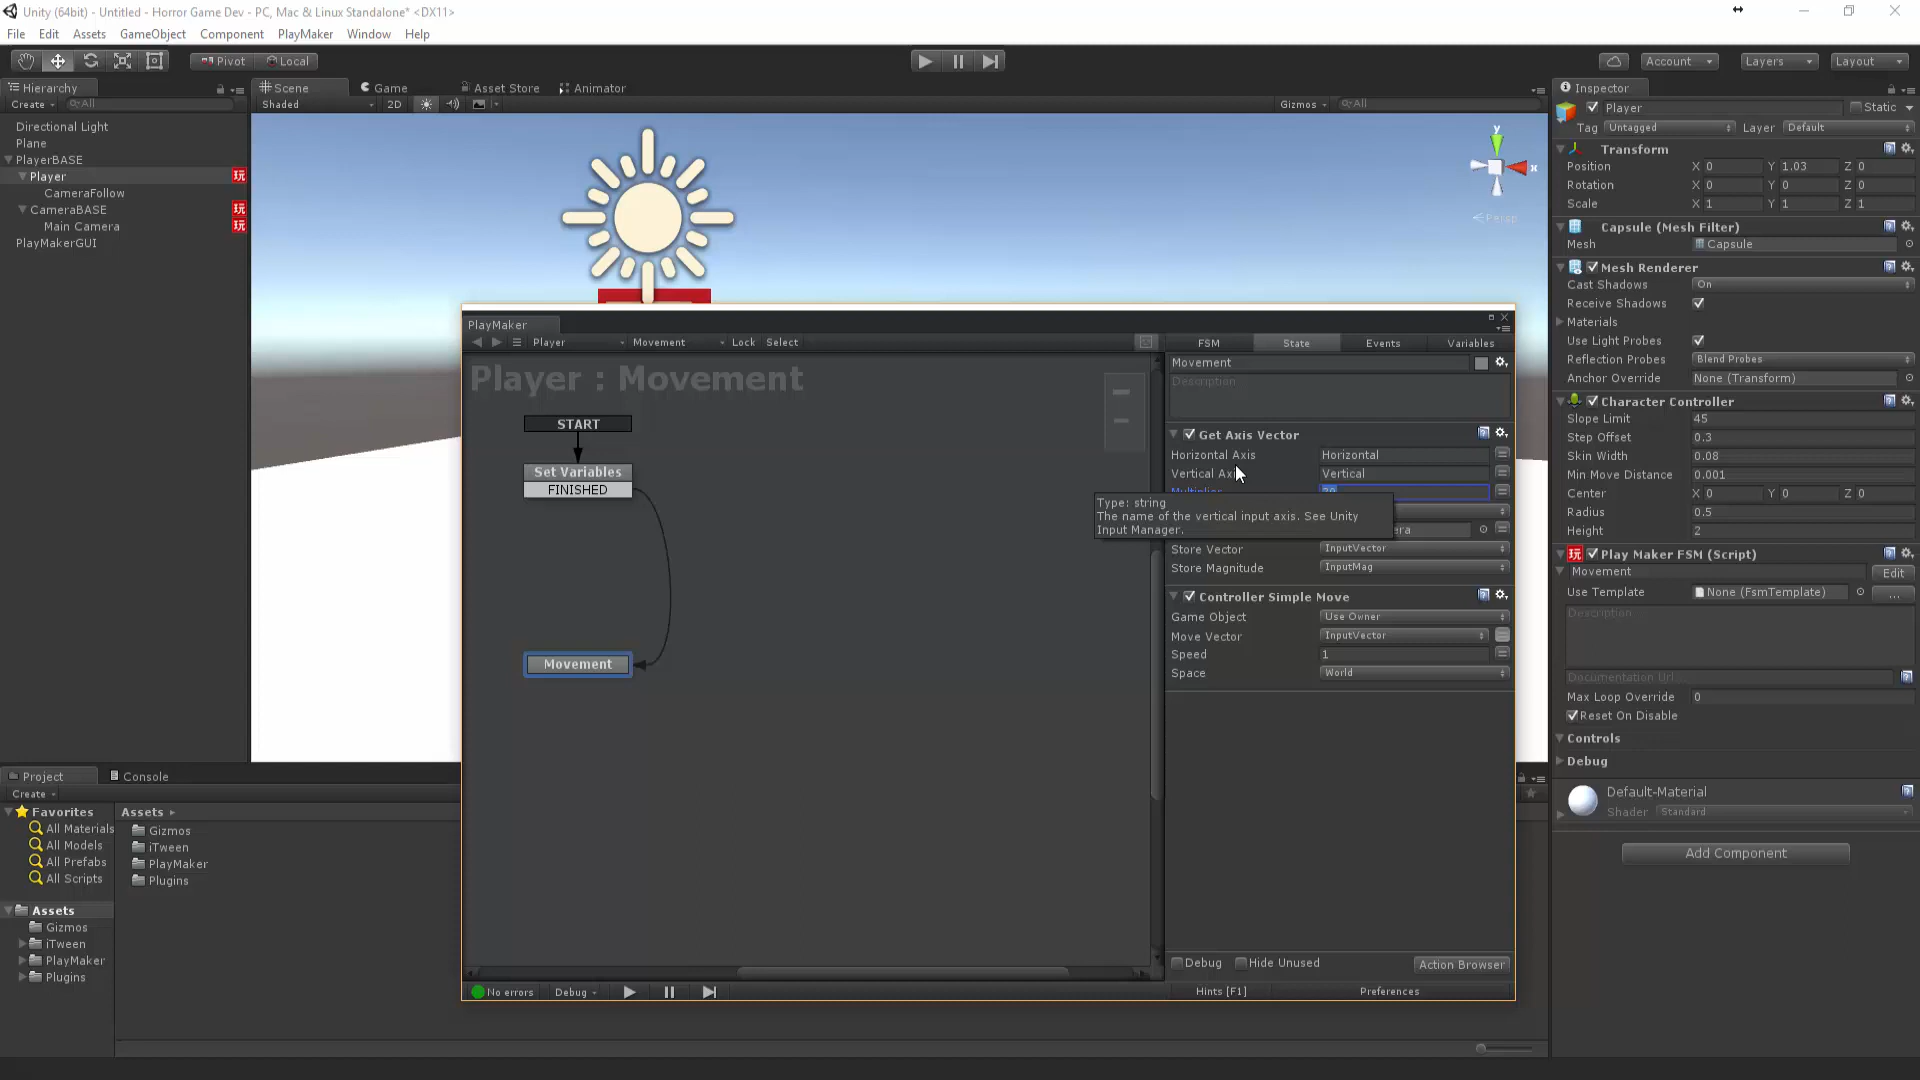 Unity (64bit) - Untitled - Horror Game Dev - PC, Mac & Linux Standalone* <DX11>
File Edit Assets GameObject Component PlayMaker Window Help
Pivot Local Account Layers Layout
Hierarchy
Create All
Directional Light
Plane
PlayerBASE
Player 玩
CameraFollow
CameraBASE 玩
Main Camera 玩
PlayMakerGUI
Scene Game Asset Store Animator
Shaded 2D Gizmos All
y
x
Persp
PlayMaker
Player Movement Lock Select
Player : Movement
START
Set Variables
FINISHED
Movement
No errors Debug
FSM State Events Variables
Movement
Description
Get Axis Vector
Horizontal Axis Horizontal
Vertical Axis Vertical
Multiplier
Type: string
The name of the vertical input axis. See Unity
Input Manager.
Store Vector InputVector
Store Magnitude InputMag
Controller Simple Move
Game Object Use Owner
Move Vector InputVector
Speed 1
Space World
Debug Hide Unused Action Browser
Hints [F1] Preferences
Project Console
Create
Favorites
All Materials
All Models
All Prefabs
All Scripts
Assets
Gizmos
iTween
PlayMaker
Plugins
Assets
Gizmos
iTween
PlayMaker
Plugins
Inspector
Player Static
Tag Untagged Layer Default
Transform
Position X 0 Y 1.03 Z 0
Rotation X 0 Y 0 Z 0
Scale X 1 Y 1 Z 1
Capsule (Mesh Filter)
Mesh Capsule
Mesh Renderer
Cast Shadows On
Receive Shadows
Materials
Use Light Probes
Reflection Probes Blend Probes
Anchor Override None (Transform)
Character Controller
Slope Limit 45
Step Offset 0.3
Skin Width 0.08
Min Move Distance 0.001
Center X 0 Y 0 Z 0
Radius 0.5
Height 2
玩 Play Maker FSM (Script)
Movement Edit
Use Template None (FsmTemplate) ...
Description
Documentation Url...
Max Loop Override 0
Reset On Disable
Controls
Debug
Default-Material
Shader Standard
Add Component